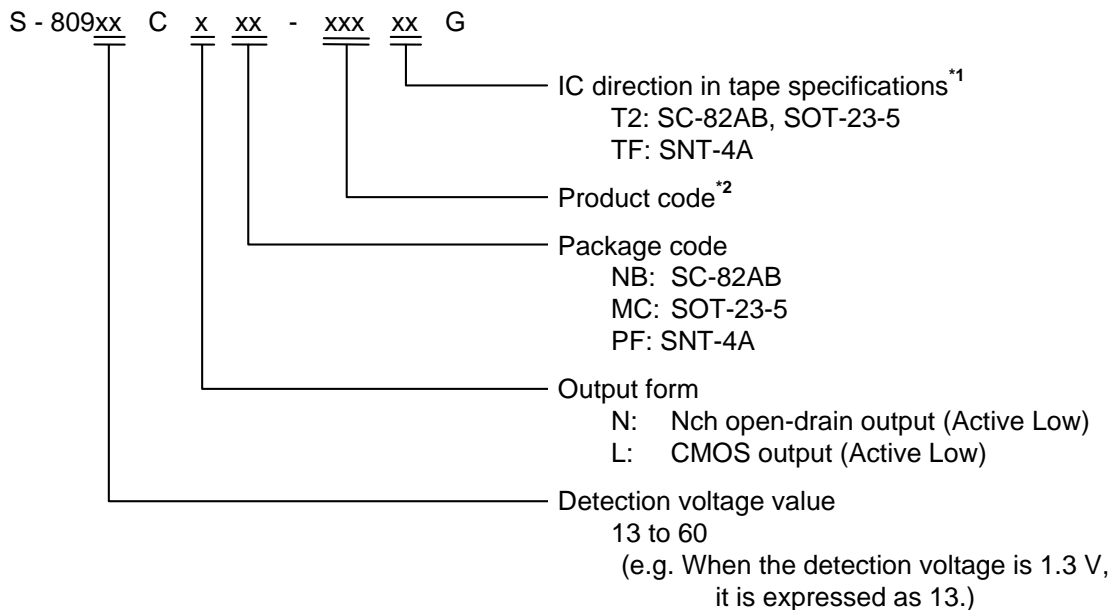 S - 809xx C x xx - xxx xx G
IC direction in tape specifications*1
T2: SC-82AB, SOT-23-5
TF: SNT-4A
Product code*2
Package code
NB: SC-82AB
MC: SOT-23-5
PF: SNT-4A
Output form
N: Nch open-drain output (Active Low)
L: CMOS output (Active Low)
Detection voltage value
13 to 60
(e.g. When the detection voltage is 1.3 V,
it is expressed as 13.)